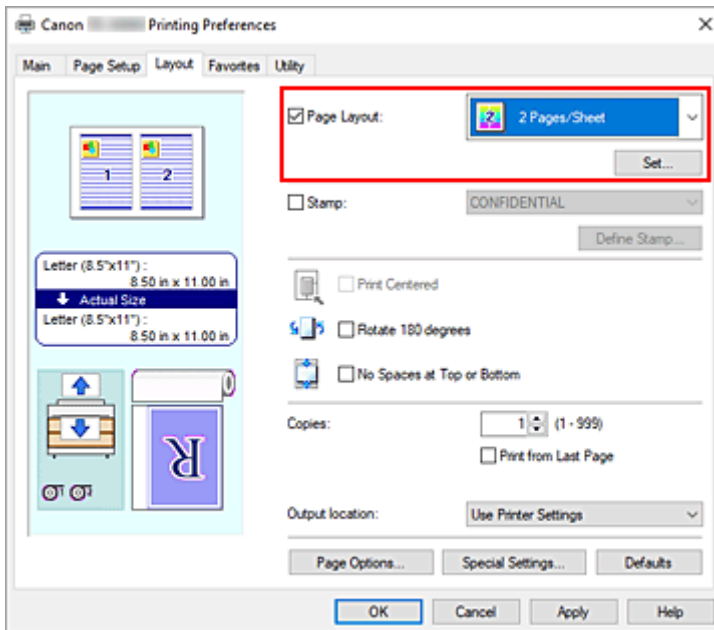 Canon Printing Preferences
Main Page Setup Layout Favorites Utility
1 2
Letter (8.5"x11") :
8.50 in x 11.00 in
Actual Size
Letter (8.5"x11") :
8.50 in x 11.00 in
R
Page Layout:
2
2 Pages/Sheet
Set...
Stamp:
CONFIDENTIAL
Define Stamp...
Print Centered
Rotate 180 degrees
No Spaces at Top or Bottom
Copies:
1 (1 - 999)
Print from Last Page
Output location:
Use Printer Settings
Page Options... Special Settings... Defaults
OK Cancel Apply Help